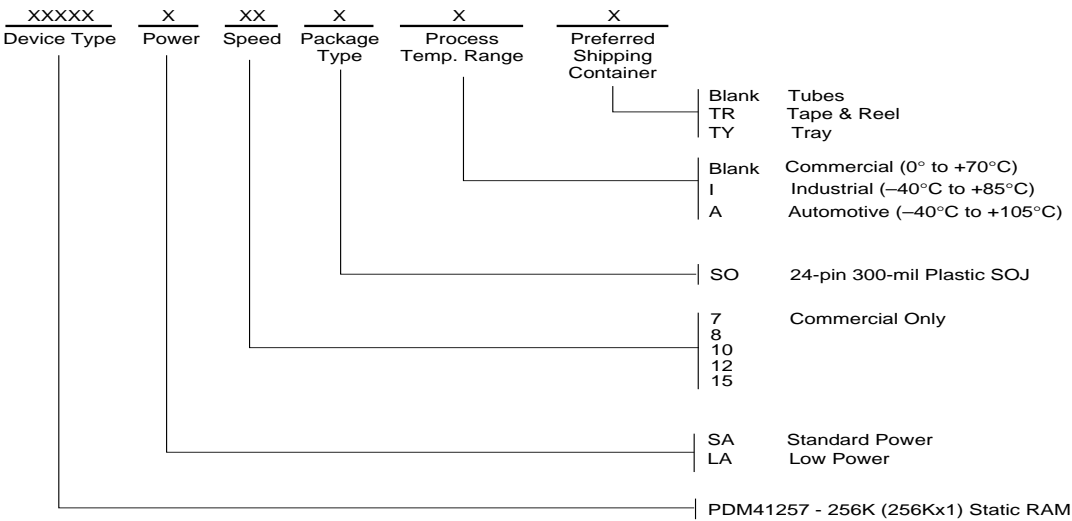 XXXXX X XX X X X
Device Type Power Speed Package Type Process Temp. Range Preferred Shipping Container
Blank Tubes
TR Tape & Reel
TY Tray
Blank Commercial (0° to +70°C)
I Industrial (–40°C to +85°C)
A Automotive (–40°C to +105°C)
SO 24-pin 300-mil Plastic SOJ
7 Commercial Only
8
10
12
15
SA Standard Power
LA Low Power
PDM41257 - 256K (256Kx1) Static RAM